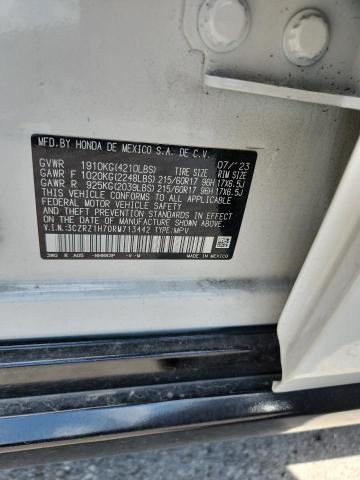 MFD.BY HONDA DE MEXICO S.A. DE C.V.
07/'23
GVWR 1910KG(4210LBS) TIRE SIZE RIM SIZE
GAWR F 1020KG(2248LBS) 215/60R17 96H 17X6.5J
GAWR R 925KG(2039LBS) 215/60R17 96H 17X6.5J
THIS VEHICLE CONFORMS TO ALL APPLICABLE
FEDERAL MOTOR VEHICLE SAFETY AND
THEFT PREVENTION STANDARDS IN EFFECT ON
THE DATE OF MANUFACTURE SHOWN ABOVE.
V.I.N.:3CZRZ1H70RM713442 TYPE:MPV
3W0 B A05 -NH883P -V-M
MADE IN MEXICO